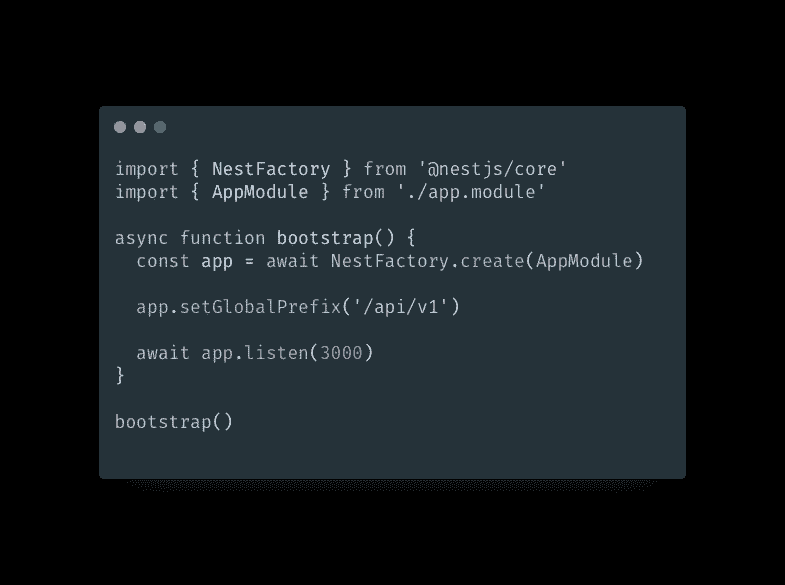 import { NestFactory } from '@nestjs/core'
import { AppModule } from './app.module'

async function bootstrap() {
  const app = await NestFactory.create(AppModule)

  app.setGlobalPrefix('/api/v1')

  await app.listen(3000)
}

bootstrap()